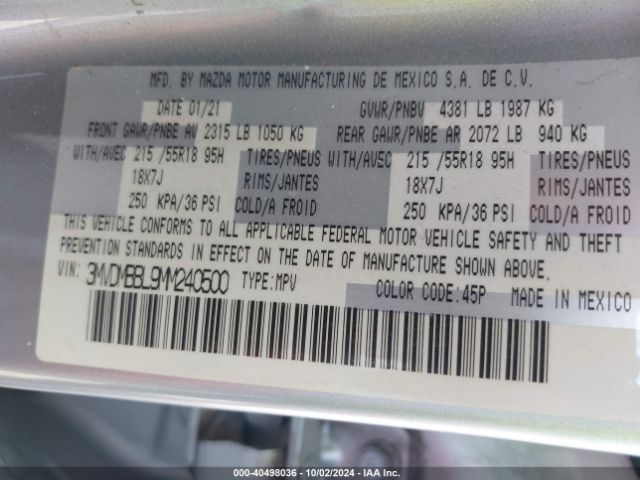 MFD. BY MAZDA MOTOR MANUFACTURING DE MEXICO S.A. DE C.V.
DATE 01/21 GVWR/PNBV 4381 LB 1987 KG
FRONT GAWR/PNBE AV 2315 LB 1050 KG REAR GAWR/PNBE AR 2072 LB 940 KG
WITH/AVEC 215 /55R18 95H TIRES/PNEUS WITH/AVEC 215 /55R18 95H TIRES/PNEUS
18X7J RIMS/JANTES 18X7J RIMS/JANTES
250 KPA/36 PSI COLD/A FROID 250 KPA/36 PSI COLD/A FROID
THIS VEHICLE CONFORMS TO ALL APPLICABLE FEDERAL MOTOR VEHICLE SAFETY AND THEFT
PREVENTION STANDARDS IN EFFECT ON THE DATE OF MANUFACTURE SHOWN ABOVE.
VIN: 3MVDMBBL9MM240500 TYPE:MPV COLOR CODE:45P MADE IN MEXICO
000-40498036 - 10/02/2024 - IAA Inc.